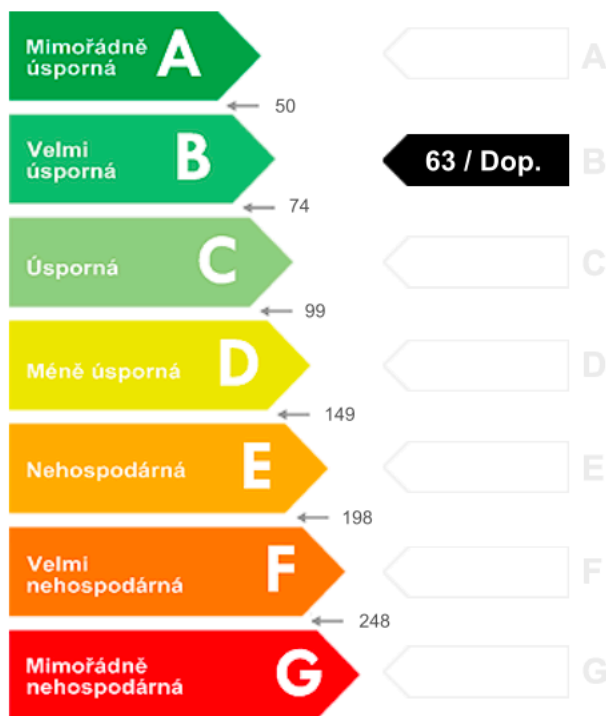 Mimořádně
úsporná
A
A
50
Velmi
úsporná
B
63 / Dop.
B
74
Úsporná
C
C
99
Méně úsporná
D
D
149
Nehospodárná
E
E
198
Velmi
nehospodárná
F
F
248
Mimořádně
nehospodárná
G
G